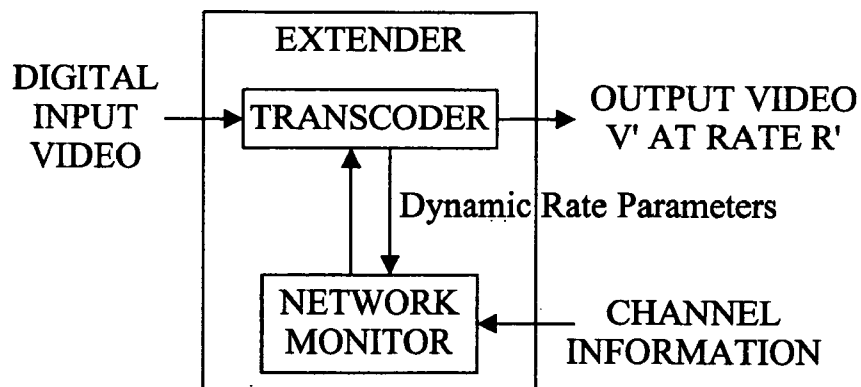 EXTENDER
DIGITAL
INPUT
VIDEO
TRANSCODER
OUTPUT VIDEO
V' AT RATE R'
Dynamic Rate Parameters
NETWORK
MONITOR
CHANNEL
INFORMATION